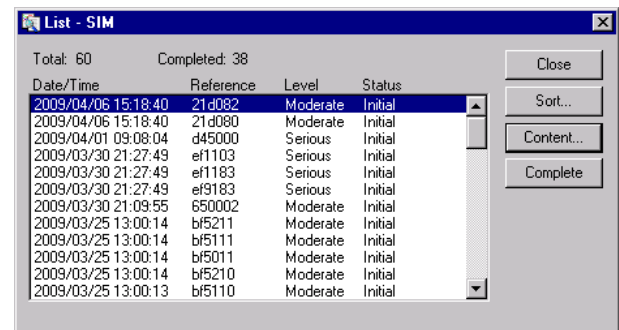 List - SIM
Total: 60 Completed: 38
Close
Date/Time Reference Level Status
2009/04/06 15:18:40 21d082 Moderate Initial
Sort...
2009/04/06 15:18:40 21d080 Moderate Initial
2009/04/01 09:08:04 d45000 Serious Initial
Content...
2009/03/30 21:27:49 ef1103 Serious Initial
2009/03/30 21:27:49 ef1183 Serious Initial
Complete
2009/03/30 21:27:49 ef9183 Serious Initial
2009/03/30 21:09:55 650002 Moderate Initial
2009/03/25 13:00:14 bf5211 Moderate Initial
2009/03/25 13:00:14 bf5111 Moderate Initial
2009/03/25 13:00:14 bf5011 Moderate Initial
2009/03/25 13:00:14 bf5210 Moderate Initial
2009/03/25 13:00:13 bf5110 Moderate Initial